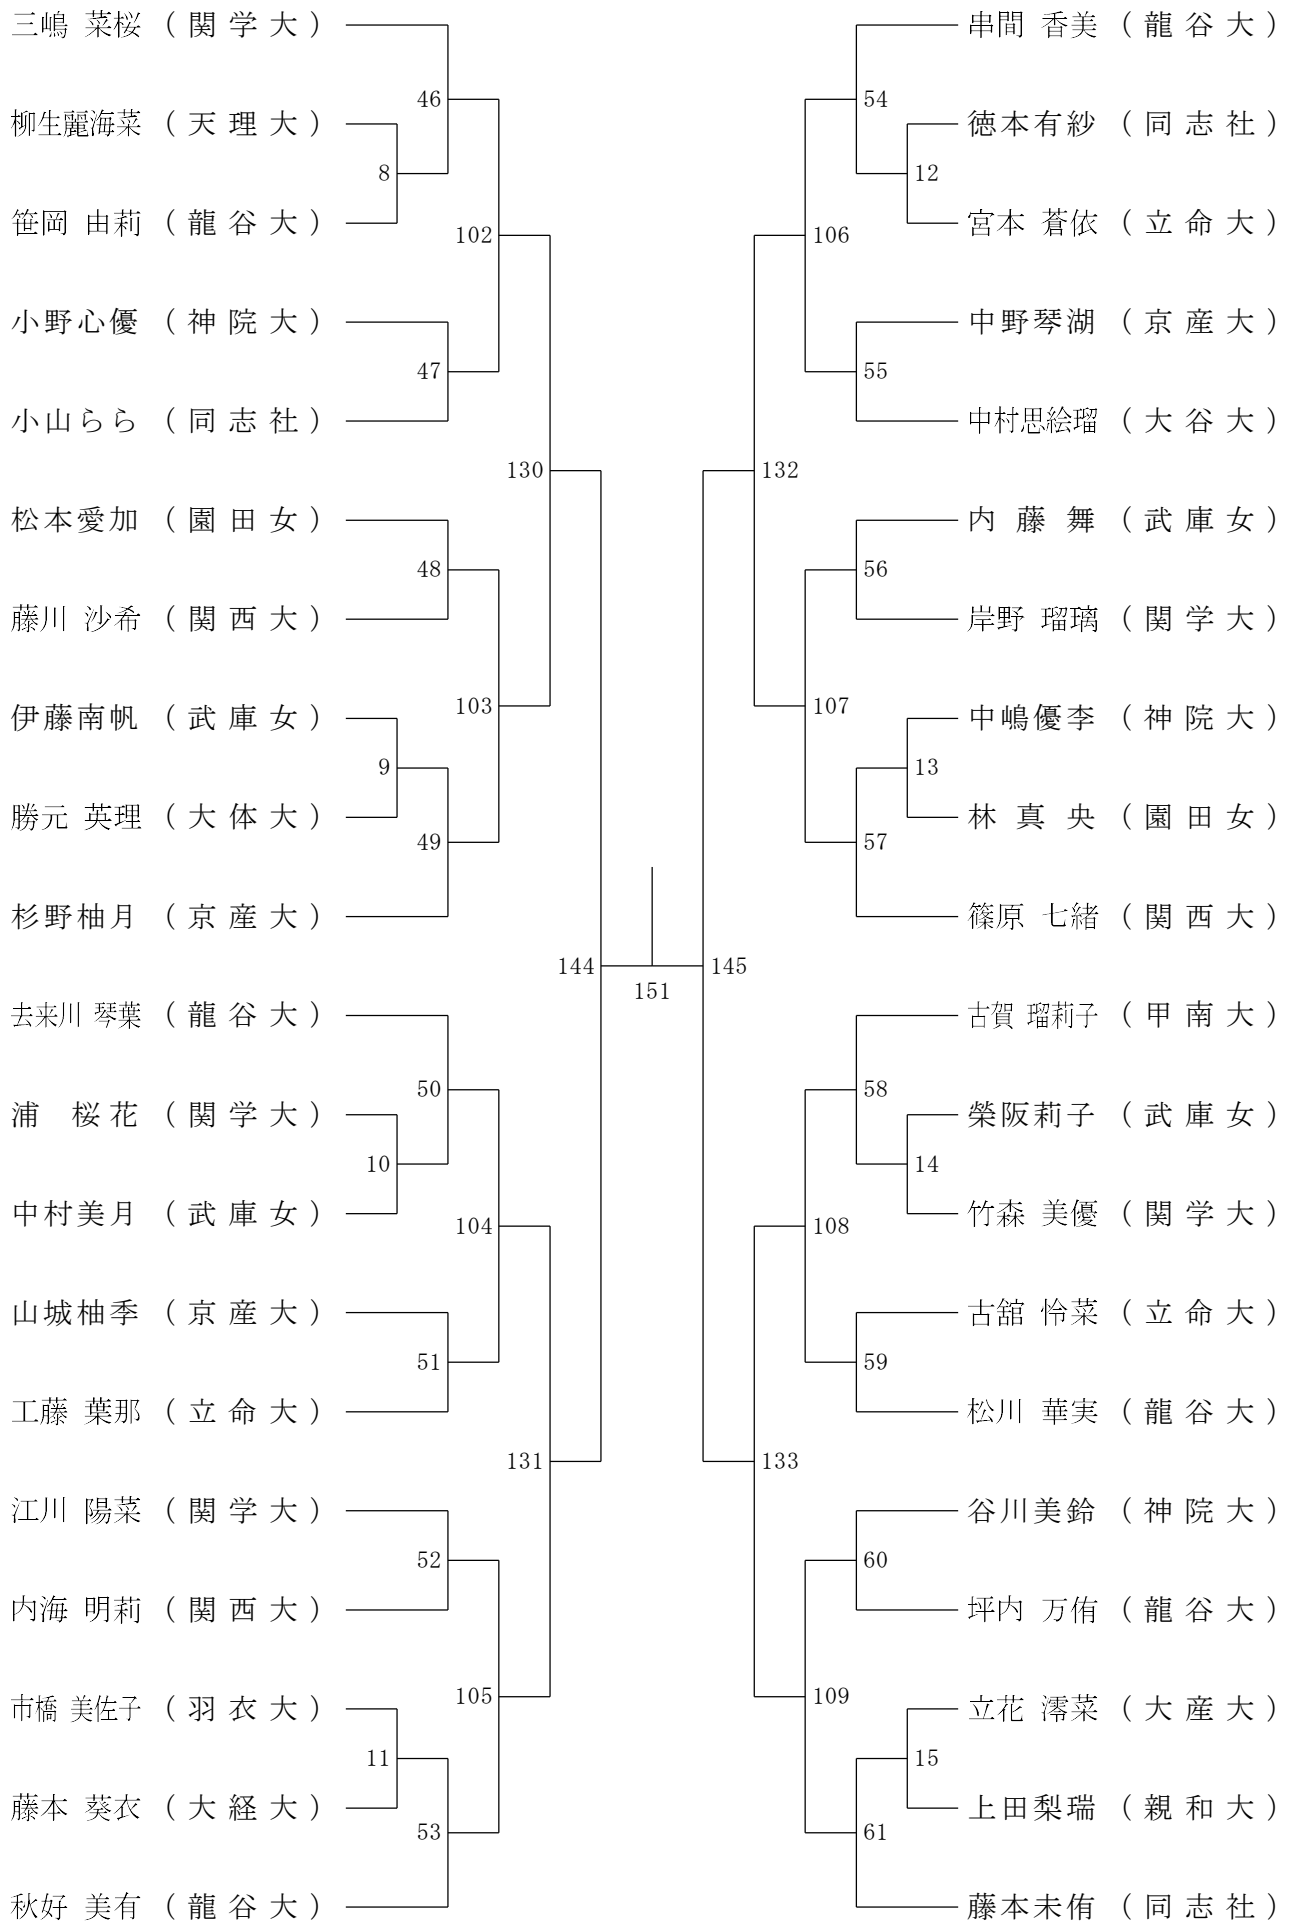 三嶋 菜桜 (関学大)
46
柳生麗海菜 (天理大)
8
笹岡 由莉 (龍谷大)
102
小野心優 (神院大)
47
小山らら (同志社)
130
松本愛加 (園田女)
48
藤川 沙希 (関西大)
103
伊藤南帆 (武庫女)
9
勝元 英理 (大体大)
49
杉野柚月 (京産大)
144
去来川 琴葉 (龍谷大)
50
浦 桜花 (関学大)
10
中村美月 (武庫女)
104
山城柚季 (京産大)
51
工藤 葉那 (立命大)
131
江川 陽菜 (関学大)
52
内海 明莉 (関西大)
105
市橋 美佐子 (羽衣大)
11
藤本 葵衣 (大経大)
53
秋好 美有 (龍谷大)
151
串間 香美 (龍谷大)
54
徳本有紗 (同志社)
12
宮本 蒼依 (立命大)
106
中野琴湖 (京産大)
55
中村思絵瑠 (大谷大)
132
内藤舞 (武庫女)
56
岸野 瑠璃 (関学大)
107
中嶋優李 (神院大)
13
林真央 (園田女)
57
篠原 七緒 (関西大)
145
古賀 瑠莉子 (甲南大)
58
榮阪莉子 (武庫女)
14
竹森 美優 (関学大)
108
古舘 怜菜 (立命大)
59
松川 華実 (龍谷大)
133
谷川美鈴 (神院大)
60
坪内 万侑 (龍谷大)
109
立花 澪菜 (大産大)
15
上田梨瑞 (親和大)
61
藤本未侑 (同志社)